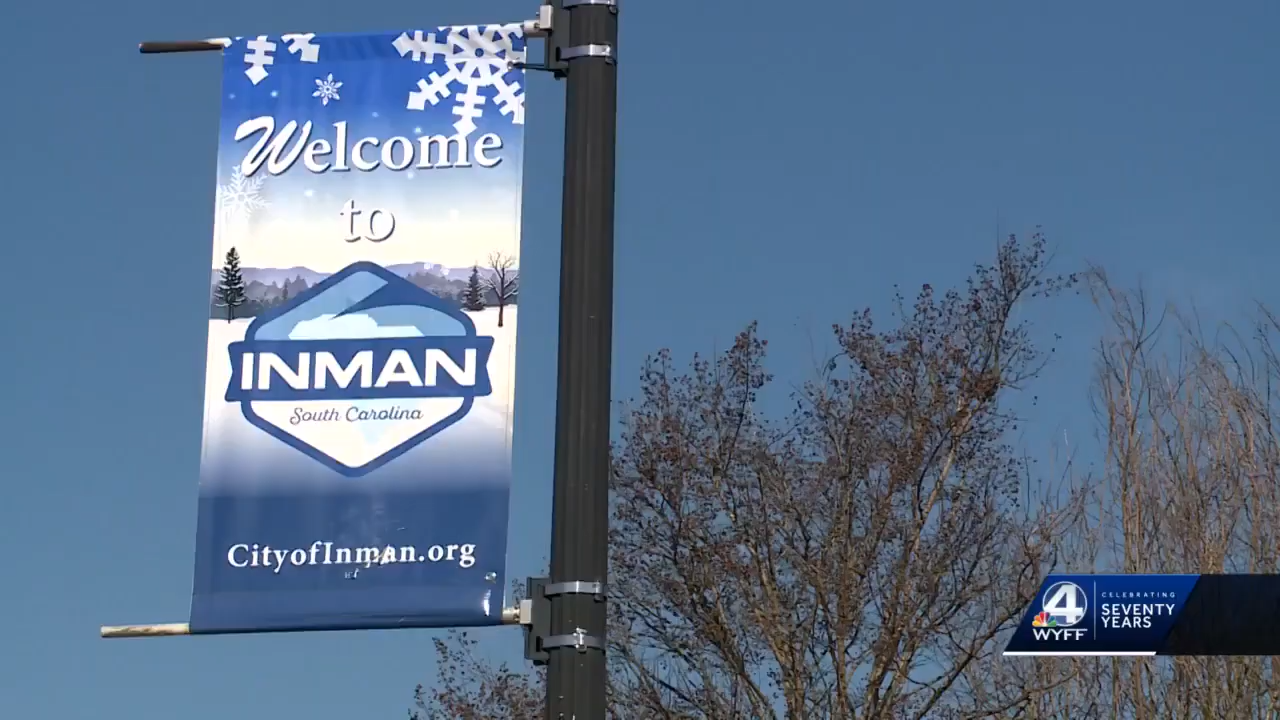 Welcome
to
INMAN
South Carolina
CityofInman.org
4
WYFF
CELEBRATING
SEVENTY
YEARS